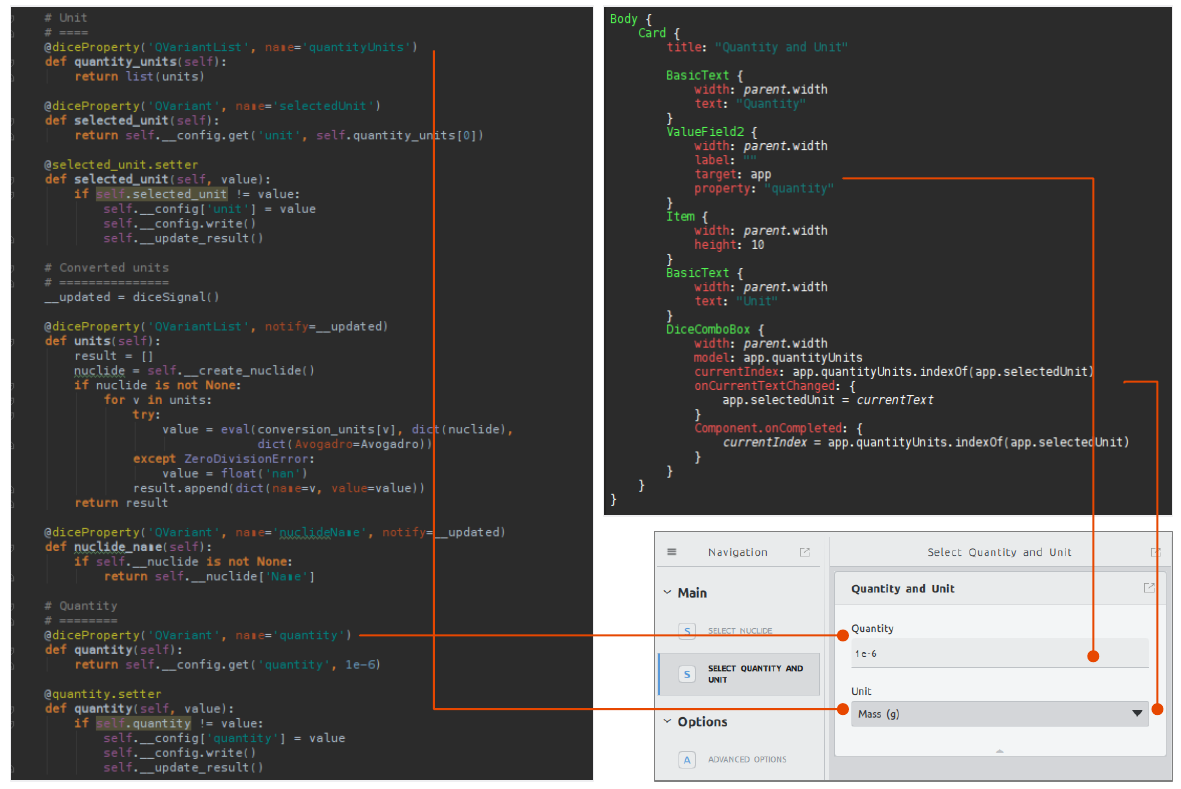 # Unit
# ====
@diceProperty('QVariantList', name='quantityUnits')
def quantity_units(self):
    return list(units)

@diceProperty('QVariant', name='selectedUnit')
def selected_unit(self):
    return self.__config.get('unit', self.quantity_units[0])

@selected_unit.setter
def selected_unit(self, value):
    if self.selected_unit != value:
        self.__config['unit'] = value
        self.__config.write()
        self.__update_result()

# Converted units
# ===============
__updated = diceSignal()

@diceProperty('QVariantList', notify=__updated)
def units(self):
    result = []
    nuclide = self.__create_nuclide()
    if nuclide is not None:
        for v in units:
            try:
                value = eval(conversion_units[v], dict(nuclide),
                             dict(Avogadro=Avogadro))
            except ZeroDivisionError:
                value = float('nan')
            result.append(dict(name=v, value=value))
    return result

@diceProperty('QVariant', name='nuclideName', notify=__updated)
def nuclide_name(self):
    if self.__nuclide is not None:
        return self.__nuclide['Name']

# Quantity
# ========
@diceProperty('QVariant', name='quantity')
def quantity(self):
    return self.__config.get('quantity', 1e-6)

@quantity.setter
def quantity(self, value):
    if self.quantity != value:
        self.__config['quantity'] = value
        self.__config.write()
        self.__update_result()

Body {
    Card {
        title: "Quantity and Unit"

        BasicText {
            width: parent.width
            text: "Quantity"
        }
        ValueField2 {
            width: parent.width
            label: ""
            target: app
            property: "quantity"
        }
        Item {
            width: parent.width
            height: 10
        }
        BasicText {
            width: parent.width
            text: "Unit"
        }
        DiceComboBox {
            width: parent.width
            model: app.quantityUnits
            currentIndex: app.quantityUnits.indexOf(app.selectedUnit)
            onCurrentTextChanged: {
                app.selectedUnit = currentText
            }
            Component.onCompleted: {
                currentIndex = app.quantityUnits.indexOf(app.selectedUnit)
            }
        }
    }
}

Navigation
Main
S SELECT NUCLIDE
S SELECT QUANTITY AND
UNIT
Options
A ADVANCED OPTIONS
Select Quantity and Unit
Quantity and Unit
Quantity
1e-6
Unit
Mass (g)